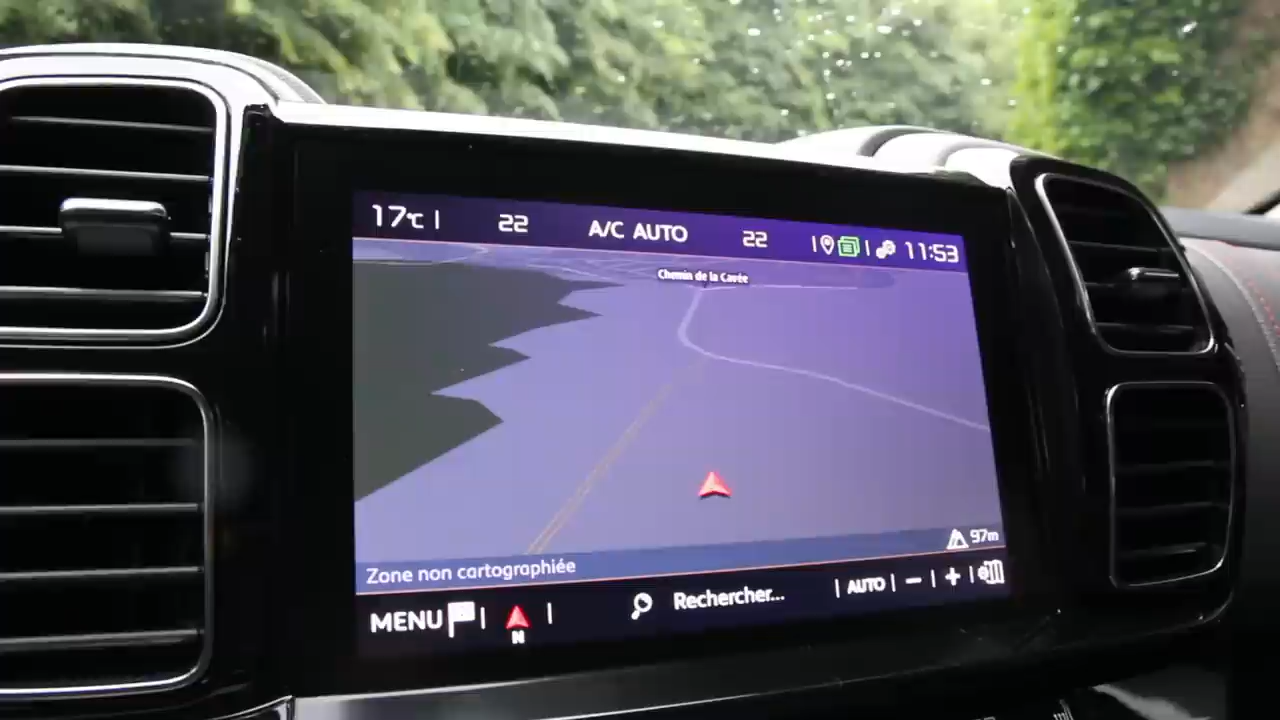 17°C 22 A/C AUTO 22 11:53
Chemin de la Cavée
97m
Zone non cartographiée
MENU N Rechercher... AUTO - +